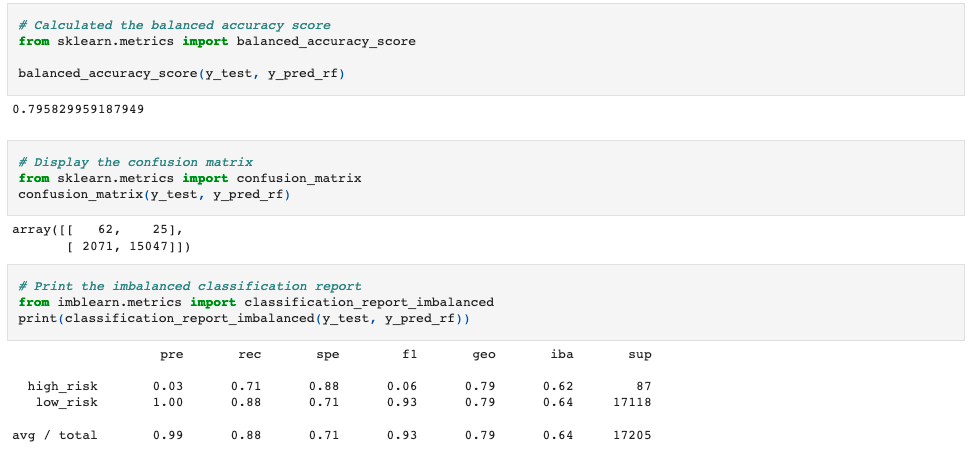 # Calculated the balanced accuracy score
from sklearn.metrics import balanced_accuracy_score
balanced_accuracy_score(y_test, y_pred_rf)
0.795829959187949
# Display the confusion matrix
from sklearn.metrics import confusion_matrix
confusion_matrix(y_test, y_pred_rf)
array([[   62,    25],
       [ 2071, 15047]])
# Print the imbalanced classification report
from imblearn.metrics import classification_report_imbalanced
print(classification_report_imbalanced(y_test, y_pred_rf))
                   pre       rec       spe        f1       geo       iba       sup
  high_risk       0.03      0.71      0.88      0.06      0.79      0.62        87
   low_risk       1.00      0.88      0.71      0.93      0.79      0.64     17118
avg / total       0.99      0.88      0.71      0.93      0.79      0.64     17205